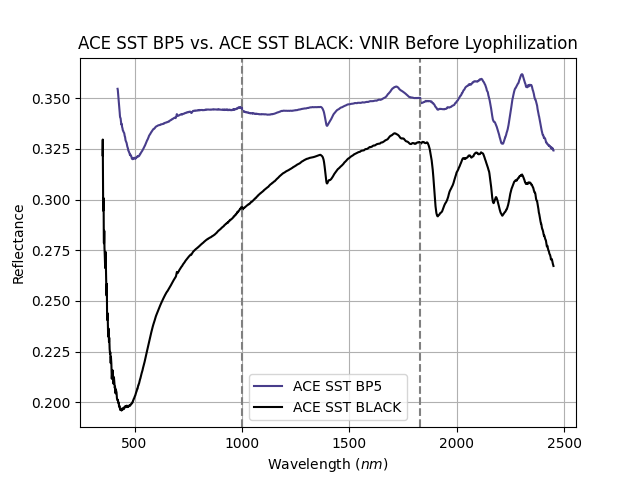 ACE SST BP5 vs. ACE SST BLACK: VNIR Before Lyophilization
0.350
0.325
0.300
0.275
0.250
0.225
0.200
Reflectance
ACE SST BP5
ACE SST BLACK
500
1000
1500
2000
2500
Wavelength (nm)